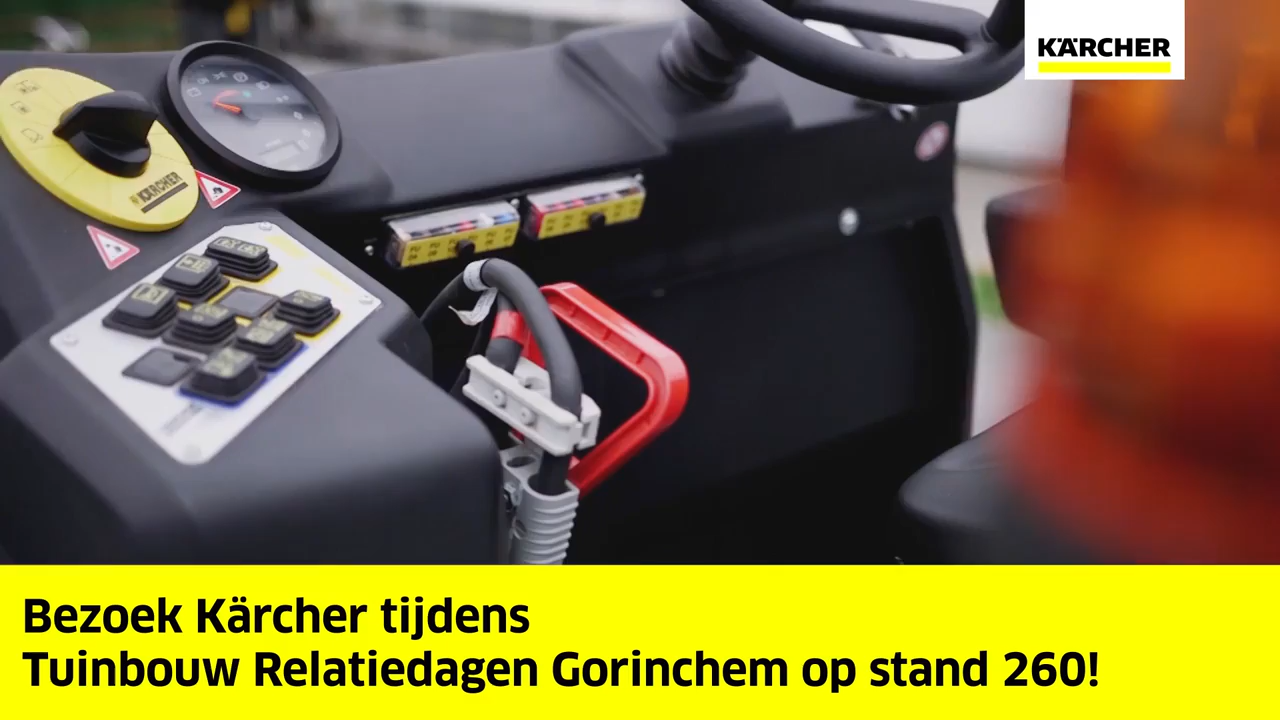 KÄRCHER
KÄRCHER
Bezoek Kärcher tijdens
Tuinbouw Relatiedagen Gorinchem op stand 260!